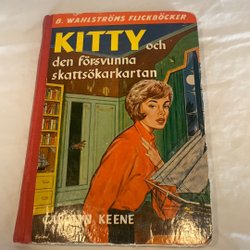 B. WAHLSTRÖMS FLICKBÖCKER
KITTY och
den försvunna
skattsökarkartan
CAROLYN KEENE